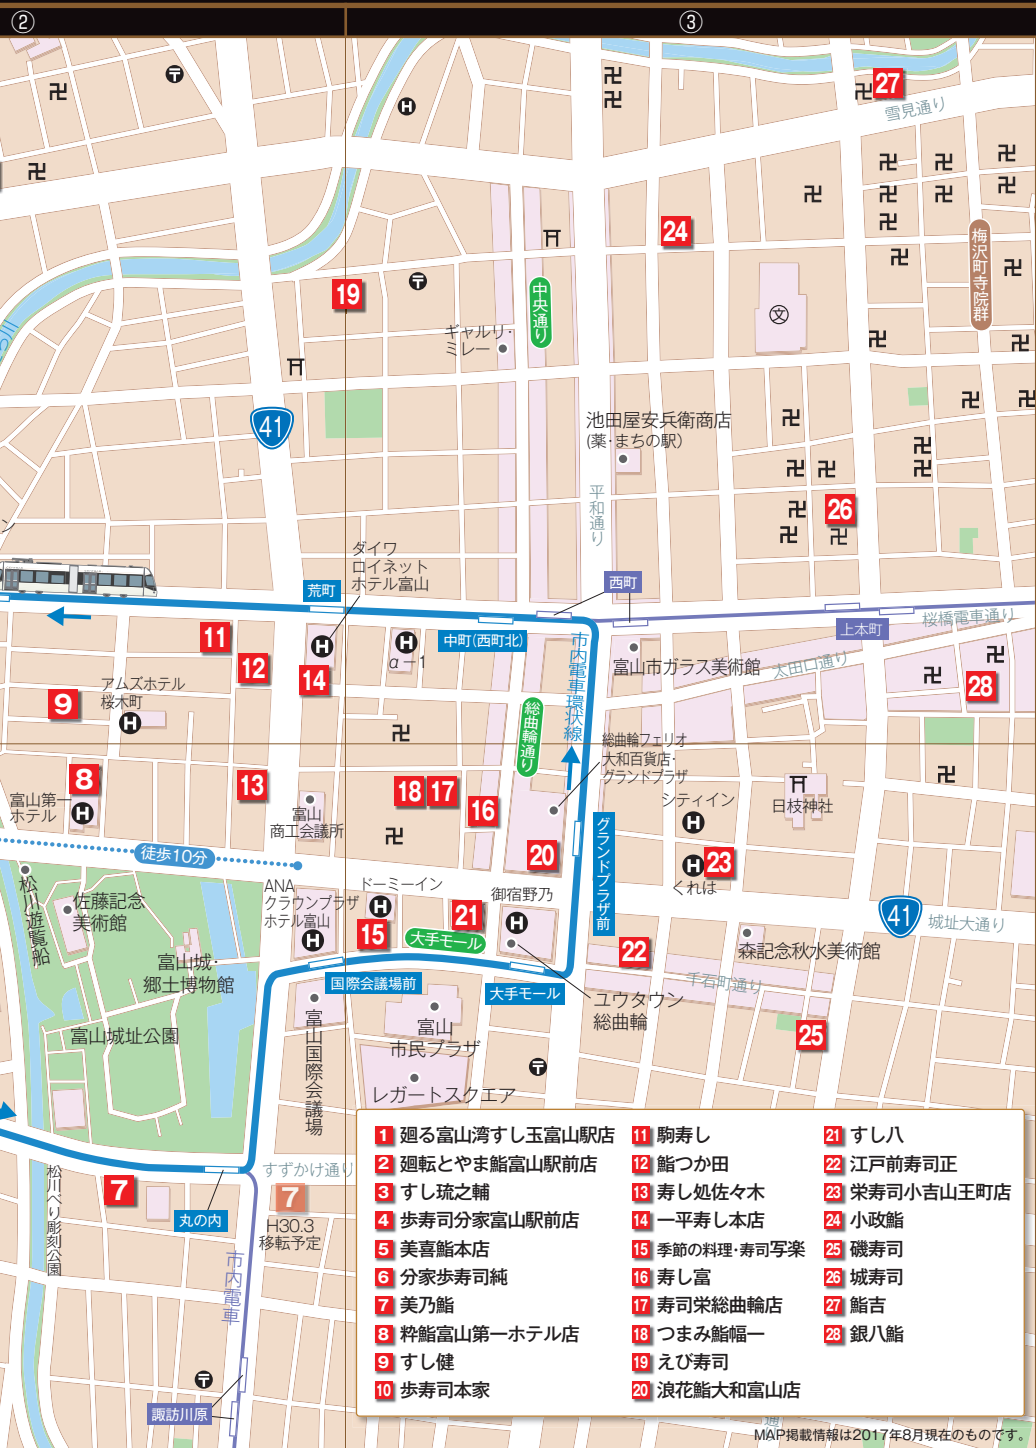 ②
③
27
雪見通り
24
梅沢町寺院群
19
中央通り
ギャルリ・
ミレー
文
41
池田屋安兵衛商店
(薬・まちの駅)
平和通り
26
ン
ダイワ
ロイネット
ホテル富山
荒町
西町
中町(西町北)
上本町
桜橋電車通り
11
12
14
H
H
α-1
市内電車環状線
富山市ガラス美術館
太田口通り
28
9
アムズホテル
桜木町
H
総曲輪通り
総曲輪フェリオ
大和百貨店・
グランドプラザ
8
富山第一
ホテル
H
13
富山
商工会議所
18
17
16
20
シティイン
H
日枝神社
グランドプラザ前
H
23
くれは
徒歩10分
松川遊覧船
佐藤記念
美術館
ANA
クラウンプラザ
ホテル富山
H
ドーミーイン
H
15
21
大手モール
御宿野乃
H
22
41
城址大通り
森記念秋水美術館
千石町通り
25
富山城・
郷土博物館
国際会議場前
大手モール
ユウタウン
総曲輪
富山城址公園
富山国際会議場
富山
市民プラザ
レガートスクエア
すずかけ通り
7
松川べり彫刻公園
丸の内
7
H30.3
移転予定
市内電車
諏訪川原
1 廻る富山湾すし玉富山駅店
2 廻転とやま鮨富山駅前店
3 すし琉之輔
4 歩寿司分家富山駅前店
5 美喜鮨本店
6 分家歩寿司純
7 美乃鮨
8 粋鮨富山第一ホテル店
9 すし健
10 歩寿司本家
11 駒寿し
12 鮨つか田
13 寿し処佐々木
14 一平寿し本店
15 季節の料理・寿司写楽
16 寿し富
17 寿司栄総曲輪店
18 つまみ鮨幅一
19 えび寿司
20 浪花鮨大和富山店
21 すし八
22 江戸前寿司正
23 栄寿司小吉山王町店
24 小政鮨
25 磯寿司
26 城寿司
27 鮨吉
28 銀八鮨
通
MAP掲載情報は2017年8月現在のものです。